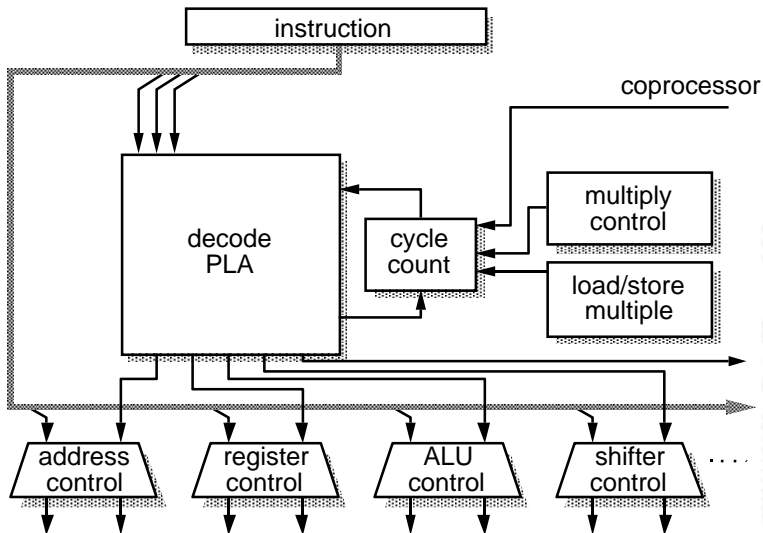 instruction
coprocessor
multiply
control
decode
PLA
cycle
count
load/store
multiple
address
control
register
control
ALU
control
shifter
control
. . . .